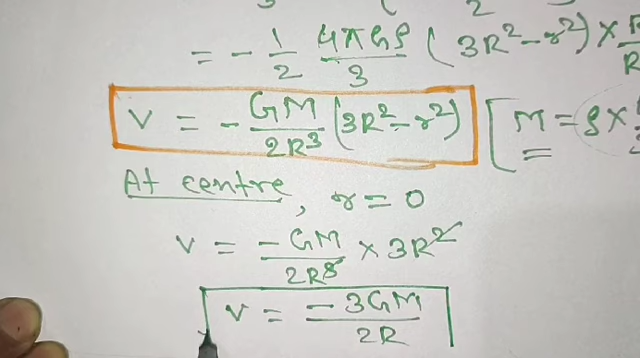 = - 1/2 4πGρ/3 (3R² - r²) ×
V = - GM/2R³ (3R² - r²) [M = ρ ×
At centre, r = 0
V = -GM/2R³ × 3R²
V = -3GM/2R